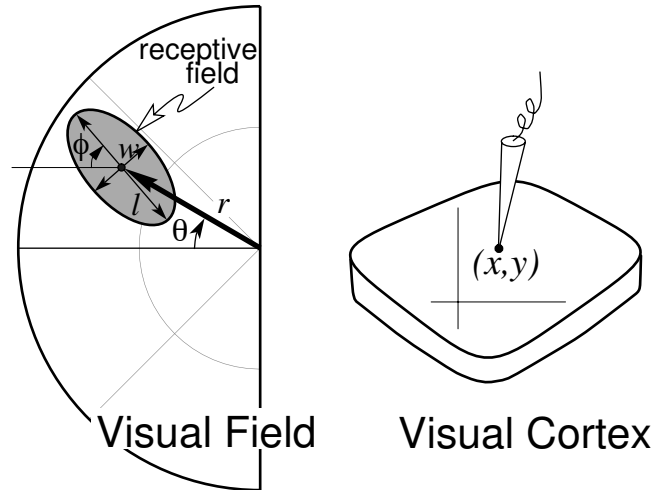 receptive
field
ϕ
w
l
r
θ
(x,y)
Visual Field
Visual Cortex